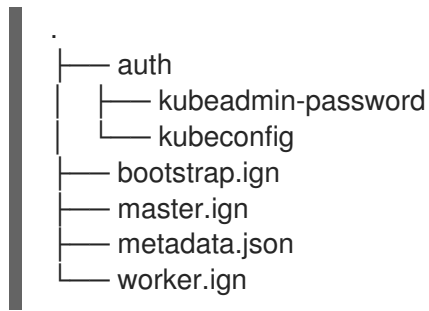 .
├── auth
│   ├── kubeadmin-password
│   └── kubeconfig
├── bootstrap.ign
├── master.ign
├── metadata.json
└── worker.ign